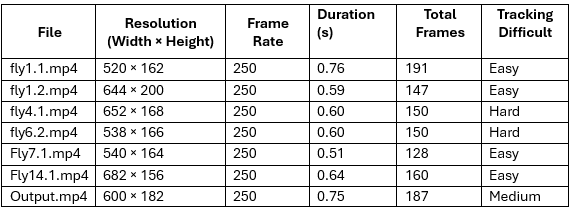 File Resolution (Width × Height) Frame Rate Duration (s) Total Frames Tracking Difficult
fly1.1.mp4 520 × 162 250 0.76 191 Easy
fly1.2.mp4 644 × 200 250 0.59 147 Easy
fly4.1.mp4 652 × 168 250 0.60 150 Hard
fly6.2.mp4 538 × 166 250 0.60 150 Hard
Fly7.1.mp4 540 × 164 250 0.51 128 Easy
Fly14.1.mp4 682 × 156 250 0.64 160 Easy
Output.mp4 600 × 182 250 0.75 187 Medium